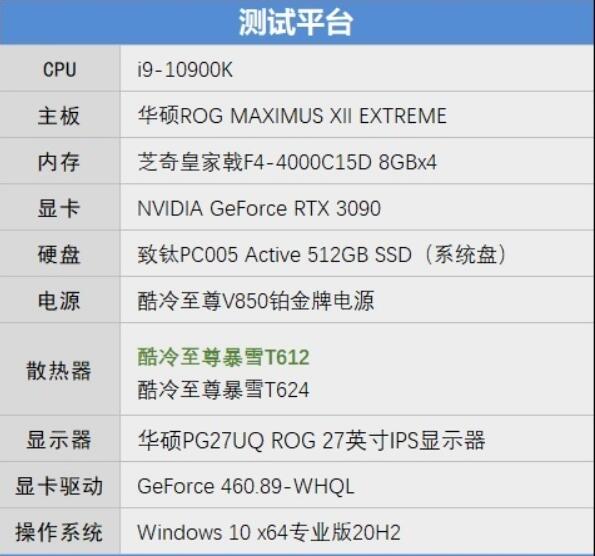 测试平台
CPU i9-10900K
主板 华硕ROG MAXIMUS XII EXTREME
内存 芝奇皇家戟F4-4000C15D 8GBx4
显卡 NVIDIA GeForce RTX 3090
硬盘 致钛PC005 Active 512GB SSD（系统盘）
电源 酷冷至尊V850铂金牌电源
散热器 酷冷至尊暴雪T612
酷冷至尊暴雪T624
显示器 华硕PG27UQ ROG 27英寸IPS显示器
显卡驱动 GeForce 460.89-WHQL
操作系统 Windows 10 x64专业版20H2